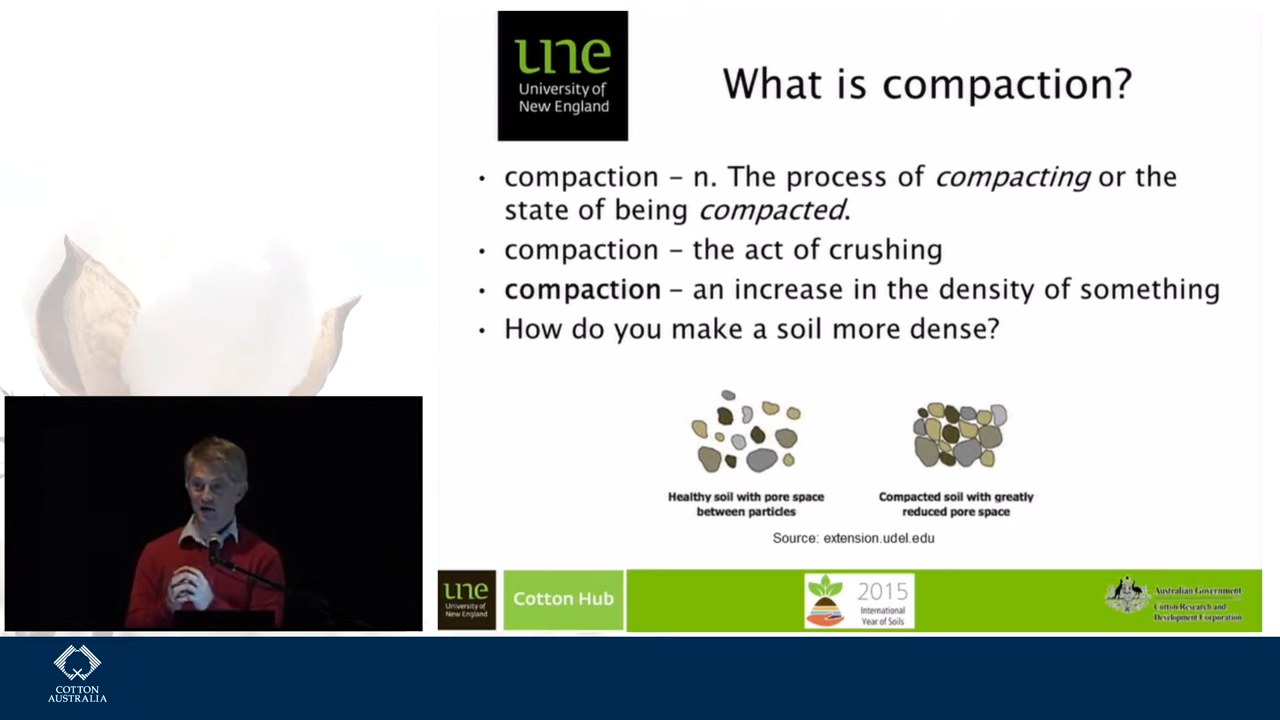 une
University of
New England
What is compaction?
• compaction – n. The process of compacting or the
state of being compacted.
• compaction – the act of crushing
• compaction – an increase in the density of something
• How do you make a soil more dense?
Healthy soil with pore space
between particles
Compacted soil with greatly
reduced pore space
Source: extension.udel.edu
une
University of
New England
Cotton Hub
2015
International
Year of Soils
Australian Government
Cotton Research and
Development Corporation
COTTON
AUSTRALIA